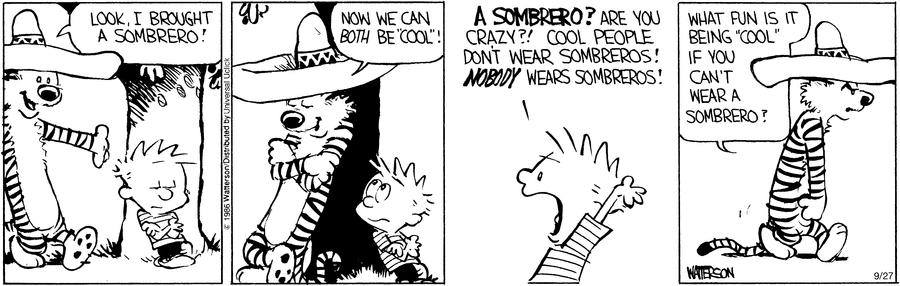 LOOK, I BROUGHT
A SOMBRERO!
© 1986 Watterson/Distributed by Universal Uclick
NOW WE CAN
BOTH BE "COOL"!
A SOMBRERO? ARE YOU
CRAZY?! COOL PEOPLE
DON'T WEAR SOMBREROS!
NOBODY WEARS SOMBREROS!
WHAT FUN IS IT
BEING "COOL"
IF YOU
CAN'T
WEAR A
SOMBRERO?
WATTERSON
9/27